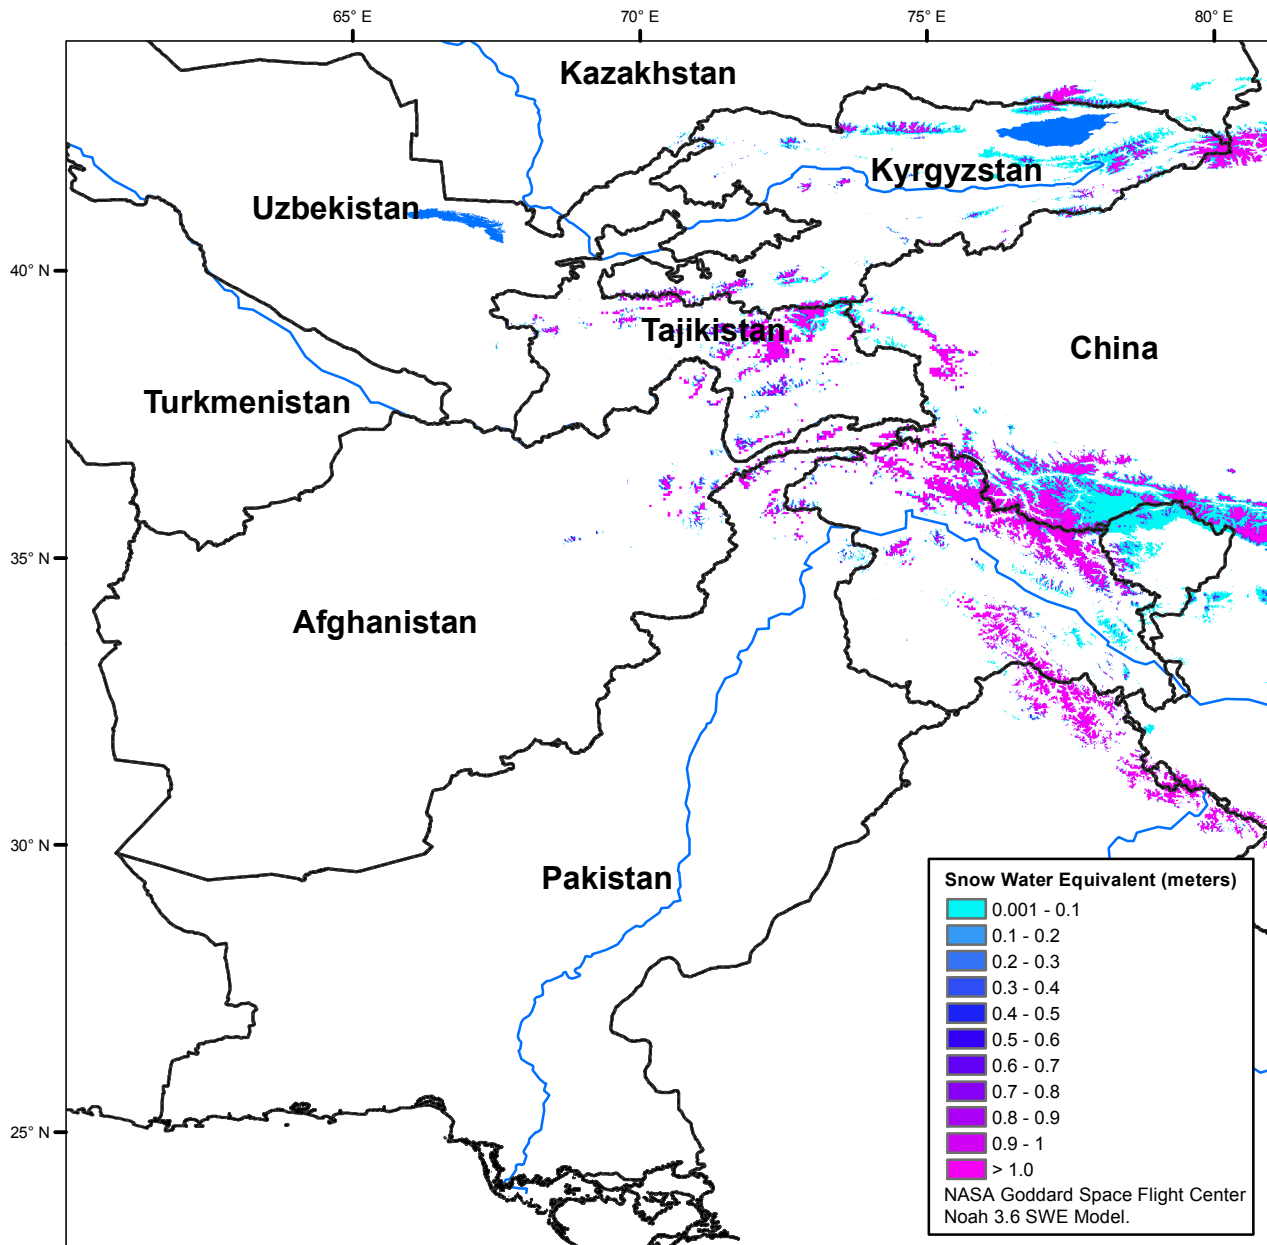 65° E
70° E
75° E
80° E
Kazakhstan
Kyrgyzstan
Uzbekistan
40° N
Tajikistan
China
Turkmenistan
35° N
Afghanistan
30° N
Pakistan
25° N
Snow Water Equivalent (meters)
0.001 - 0.1
0.1 - 0.2
0.2 - 0.3
0.3 - 0.4
0.4 - 0.5
0.5 - 0.6
0.6 - 0.7
0.7 - 0.8
0.8 - 0.9
0.9 - 1
> 1.0
NASA Goddard Space Flight Center
Noah 3.6 SWE Model.